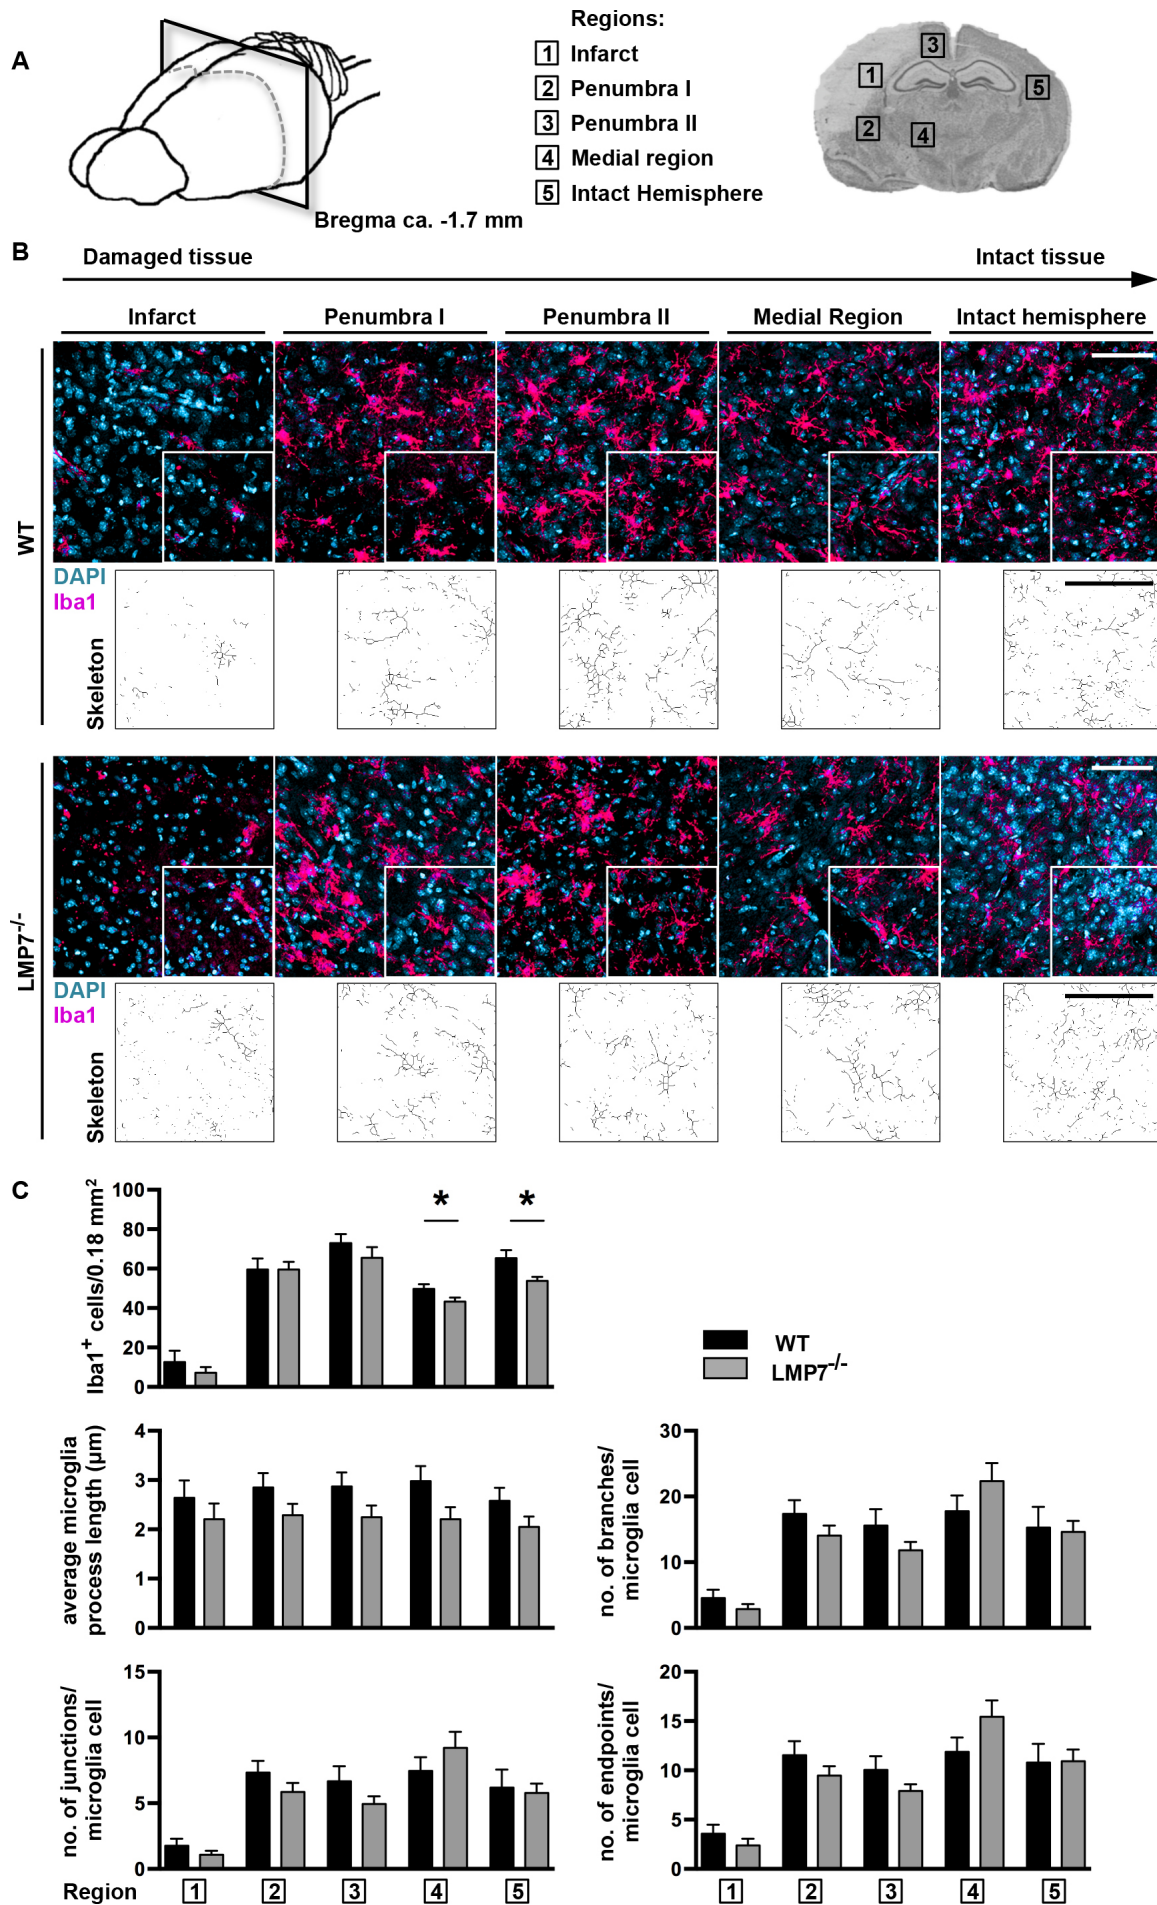 A
Regions:
1 Infarct
2 Penumbra I
3 Penumbra II
4 Medial region
5 Intact Hemisphere
1
2
3
4
5
Bregma ca. -1.7 mm
B
Damaged tissue
Intact tissue
Infarct
Penumbra I
Penumbra II
Medial Region
Intact hemisphere
WT
DAPI
Iba1
Skeleton
LMP7-/-
DAPI
Iba1
Skeleton
C
Iba1+ cells/0.18 mm2
100
80
60
40
20
0
*
*
WT
LMP7-/-
average microglia
process length (μm)
4
3
2
1
0
no. of branches/
microglia cell
30
20
10
0
no. of junctions/
microglia cell
15
10
5
0
no. of endpoints/
microglia cell
20
15
10
5
0
Region 1 2 3 4 5
1 2 3 4 5